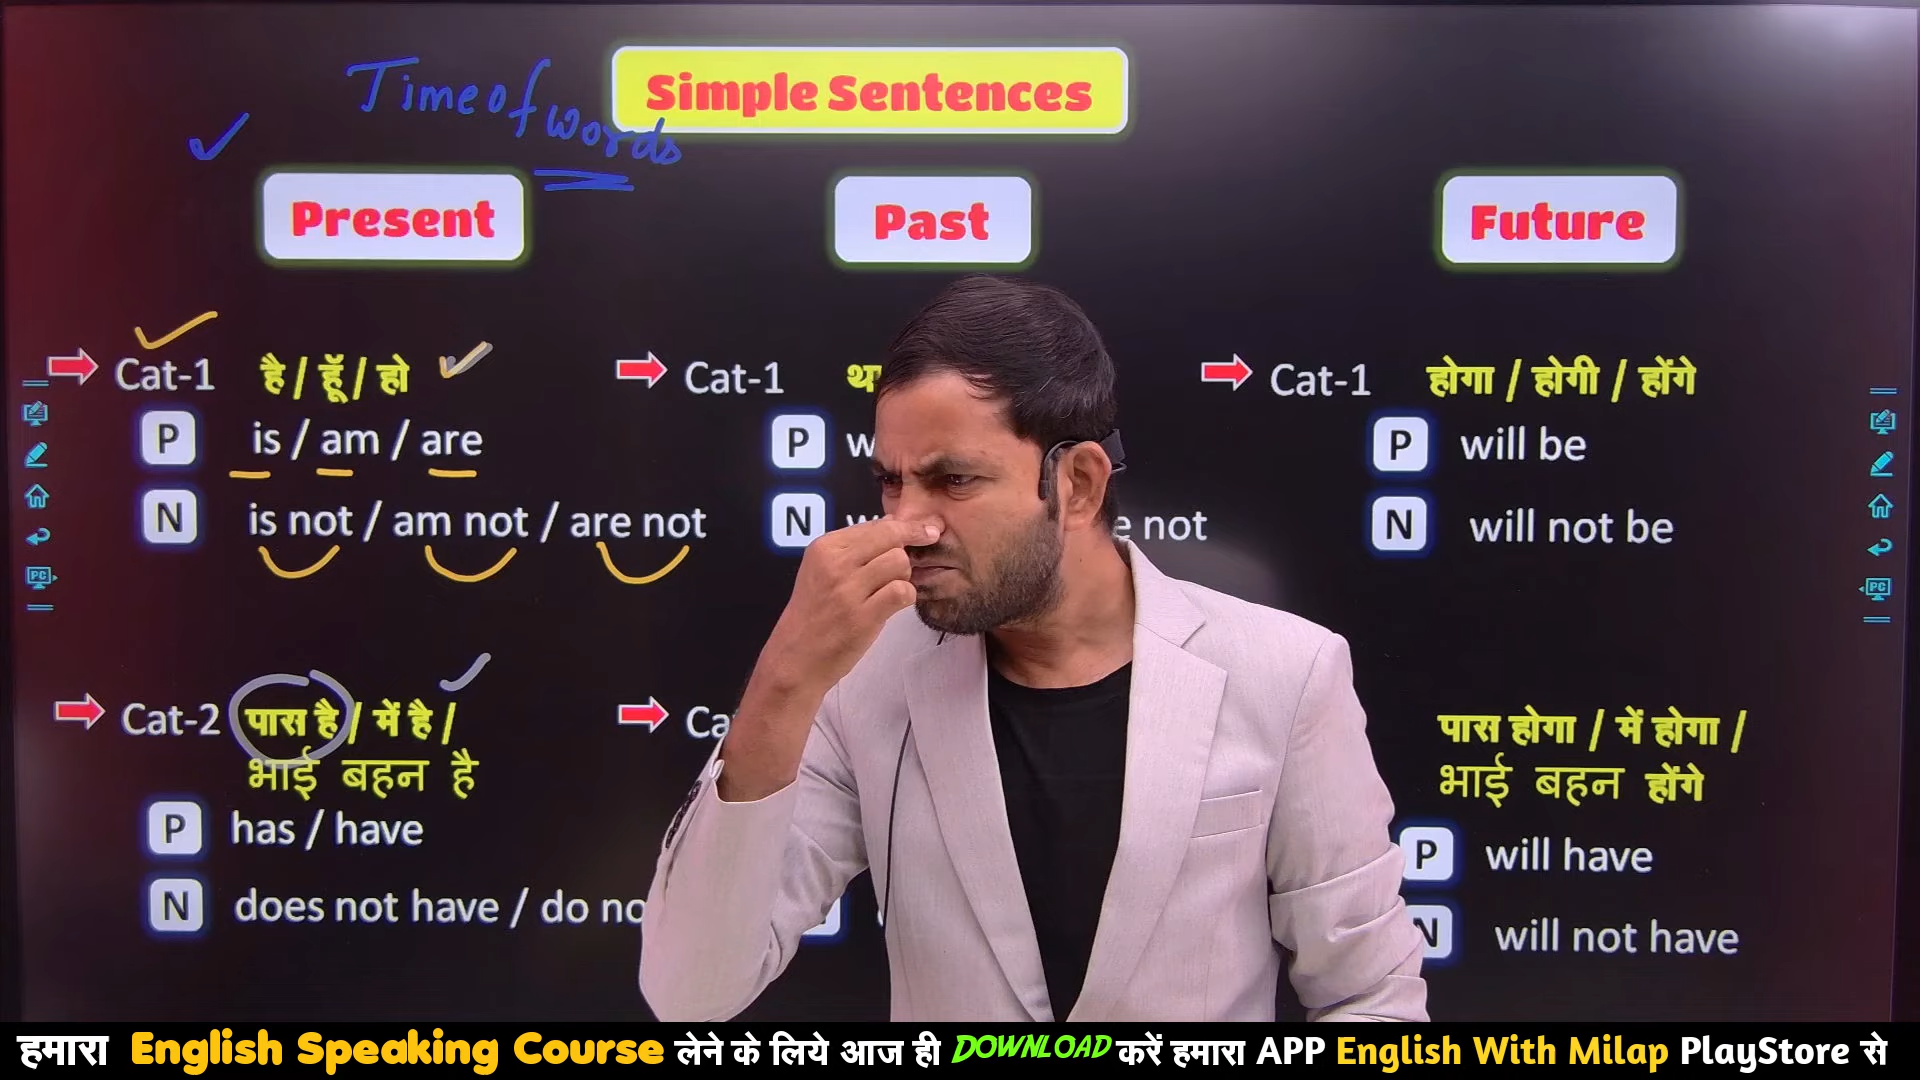 Time of words
Simple Sentences
Present
Past
Future
Cat-1 है / हूँ / हो
P is / am / are
N is not / am not / are not
Cat-2 पास है / में है /
भाई बहन है
P has / have
N does not have / do
Cat-1
P
N not
Cat-1 होगा / होगी / होंगे
P will be
N will not be
पास होगा / में होगा /
भाई बहन होंगे
P will have
N will not have
PC
PC
हमारा English Speaking Course लेने के लिये आज ही DOWNLOAD करें हमारा APP English With Milap PlayStore से